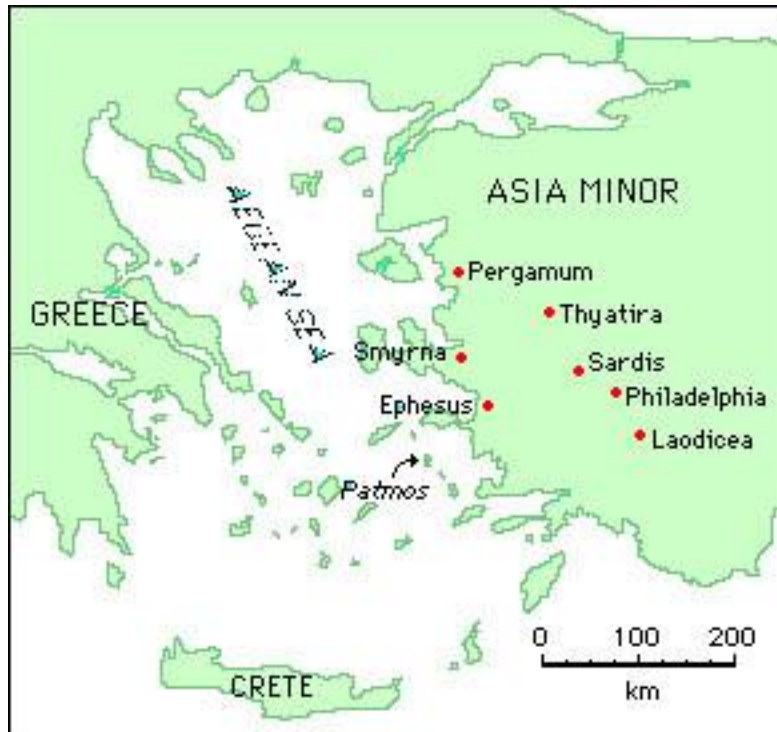 ASIA MINOR
AEGEAN SEA
Pergamum
GREECE
Thyatira
Smyrna
Sardis
Philadelphia
Ephesus
Laodicea
Patmos
0 100 200
km
CRETE